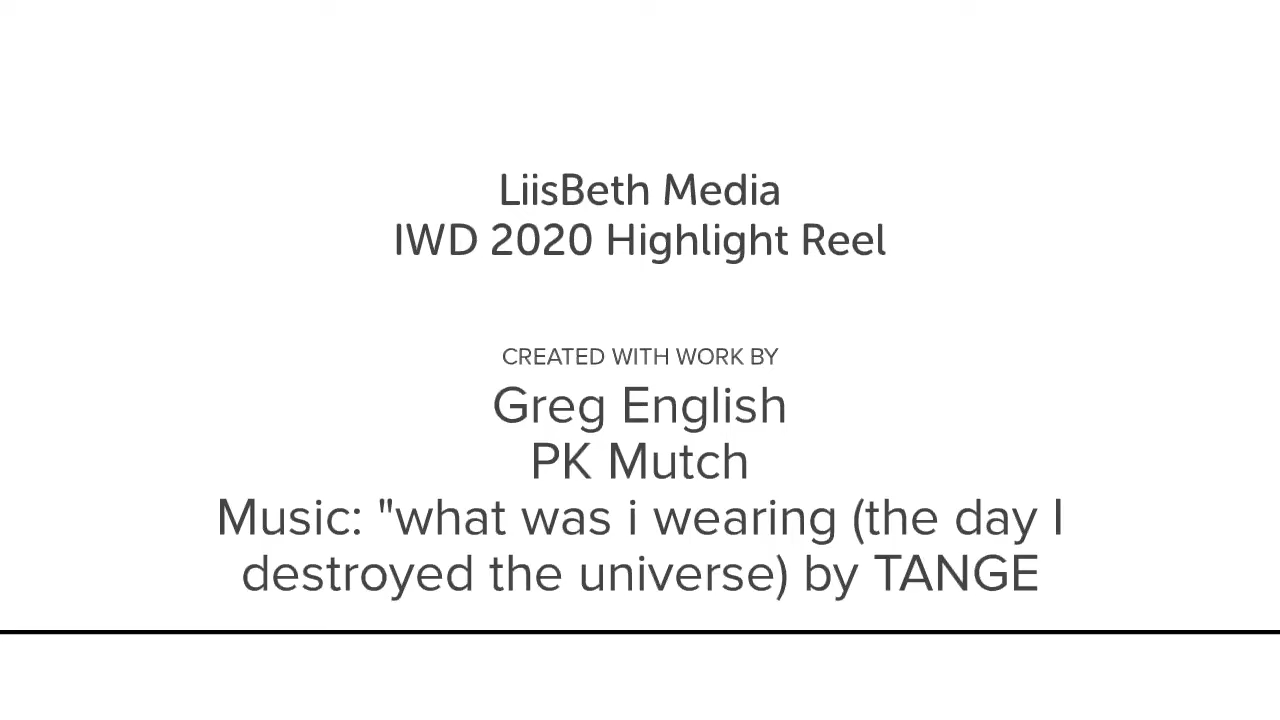 LiisBeth Media
IWD 2020 Highlight Reel
CREATED WITH WORK BY
Greg English
PK Mutch
Music: "what was i wearing (the day I
destroyed the universe) by TANGE